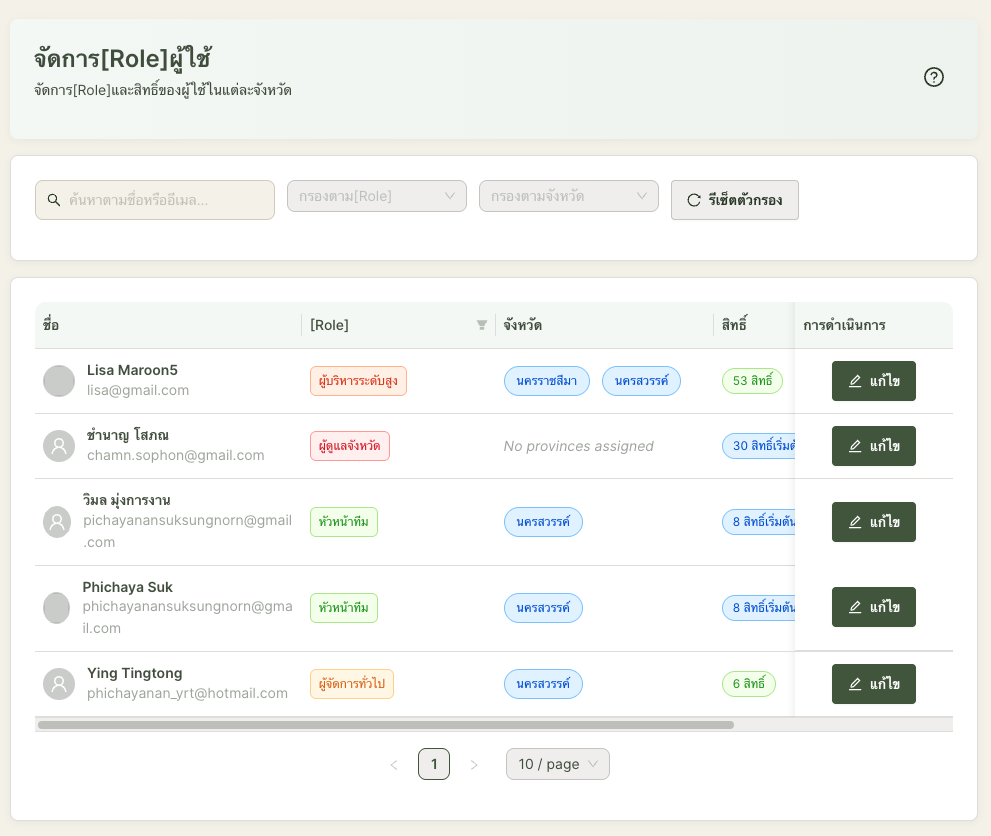 จัดการ[Role]ผู้ใช้
จัดการ[Role]และสิทธิ์ของผู้ใช้ในแต่ละจังหวัด
ค้นหาตามชื่อหรืออีเมล...
กรองตาม[Role]
กรองตามจังหวัด
รีเซ็ตตัวกรอง
ชื่อ [Role] จังหวัด สิทธิ์ การดำเนินการ
Lisa Maroon5
lisa@gmail.com
ผู้บริหารระดับสูง นครราชสีมา นครสวรรค์ 53 สิทธิ์ แก้ไข
ชำนาญ โสภณ
chamn.sophon@gmail.com
ผู้ดูแลจังหวัด No provinces assigned 30 สิทธิ์เริ่มต้ แก้ไข
วิมล มุ่งการงาน
pichayanansuksungnorn@gmail
.com
หัวหน้าทีม นครสวรรค์ 8 สิทธิ์เริ่มต้น แก้ไข
Phichaya Suk
phichayanansuksungnorn@gma
il.com
หัวหน้าทีม นครสวรรค์ 8 สิทธิ์เริ่มต้น แก้ไข
Ying Tingtong
phichayanan_yrt@hotmail.com
ผู้จัดการทั่วไป นครสวรรค์ 6 สิทธิ์ แก้ไข
1 10 / page